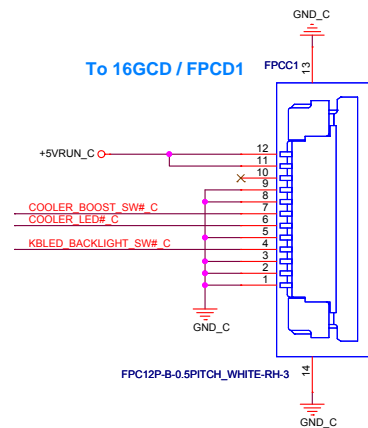 GND_C
To 16GCD / FPCD1
FPCC1
13
+5VRUN_C
12
11
10
9
8
COOLER_BOOST_SW#_C
7
COOLER_LED#_C
6
5
KBLED_BACKLIGHT_SW#_C
4
3
2
1
GND_C
14
FPC12P-B-0.5PITCH_WHITE-RH-3
GND_C